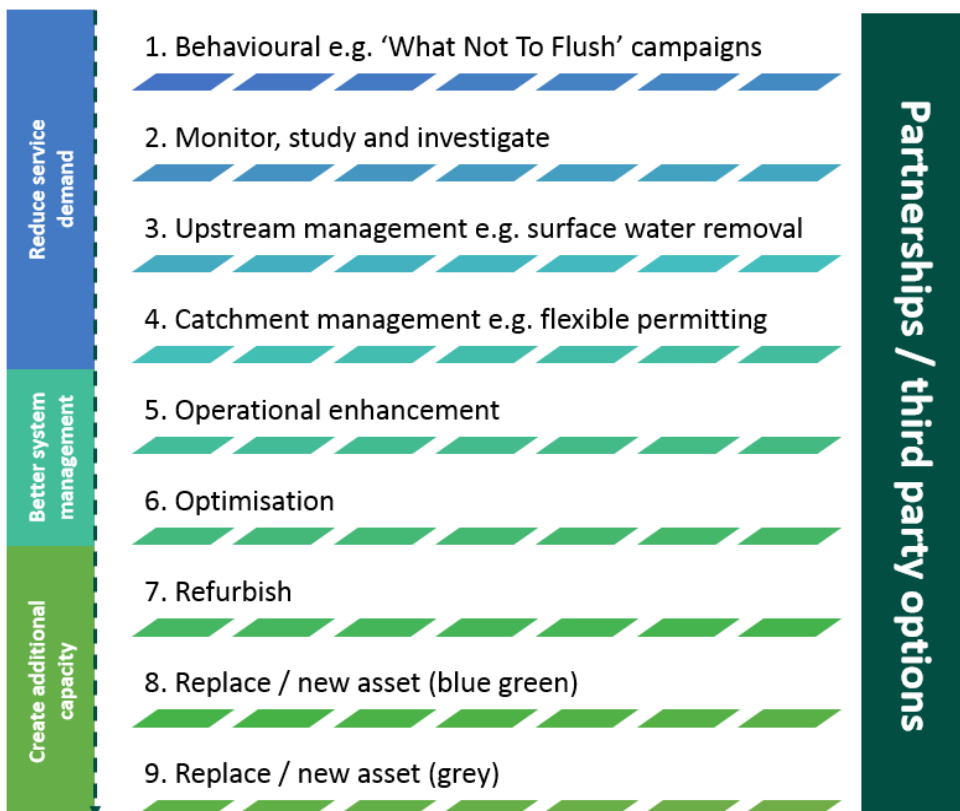 1. Behavioural e.g. ‘What Not To Flush’ campaigns
2. Monitor, study and investigate
3. Upstream management e.g. surface water removal
4. Catchment management e.g. flexible permitting
5. Operational enhancement
6. Optimisation
7. Refurbish
8. Replace / new asset (blue green)
9. Replace / new asset (grey)
Reduce service
demand
Better system
management
Create additional
capacity
Partnerships / third party options